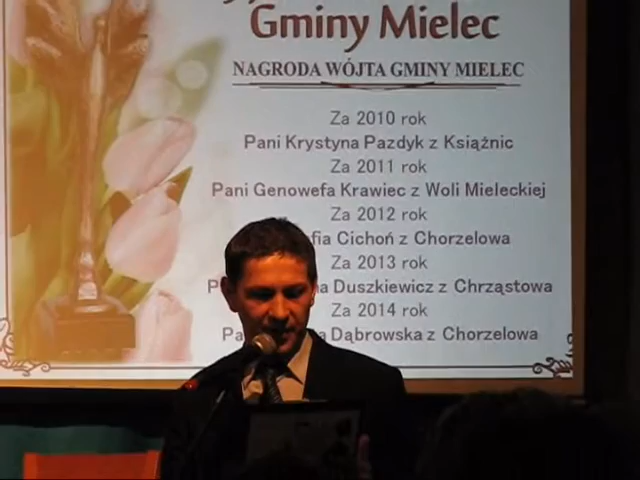 Gminy Mielec
NAGRODA WÓJTA GMINY MIELEC
Za 2010 rok
Pani Krystyna Pazdyk z Książnic
Za 2011 rok
Pani Genowefa Krawiec z Woli Mieleckiej
Za 2012 rok
Cichoń z Chorzelowa
Za 2013 rok
Duszkiewicz z Chrząstowa
Za 2014 rok
Dąbrowska z Chorzelowa